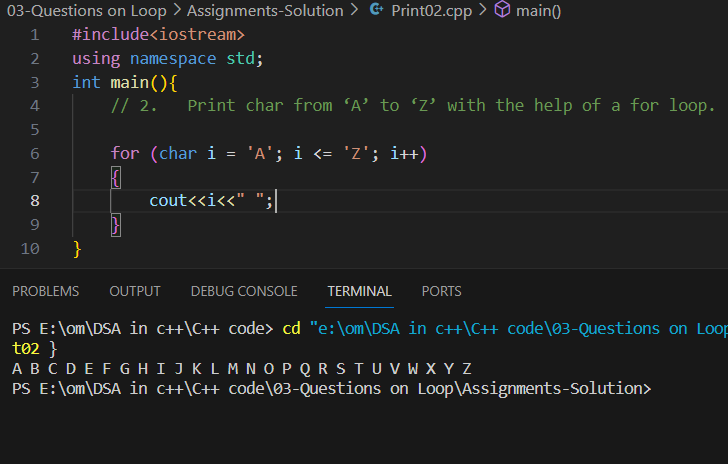 03-Questions on Loop > Assignments-Solution > Print02.cpp > main()
1 #include<iostream>
2 using namespace std;
3 int main(){
4 // 2.   Print char from ‘A’ to ‘Z’ with the help of a for loop.
5
6 for (char i = 'A'; i <= 'Z'; i++)
7 {
8 cout<<i<<" ";
9 }
10 }
PROBLEMS OUTPUT DEBUG CONSOLE TERMINAL PORTS
PS E:\om\DSA in c++\C++ code> cd "e:\om\DSA in c++\C++ code\03-Questions on Loop
t02 }
A B C D E F G H I J K L M N O P Q R S T U V W X Y Z
PS E:\om\DSA in c++\C++ code\03-Questions on Loop\Assignments-Solution>